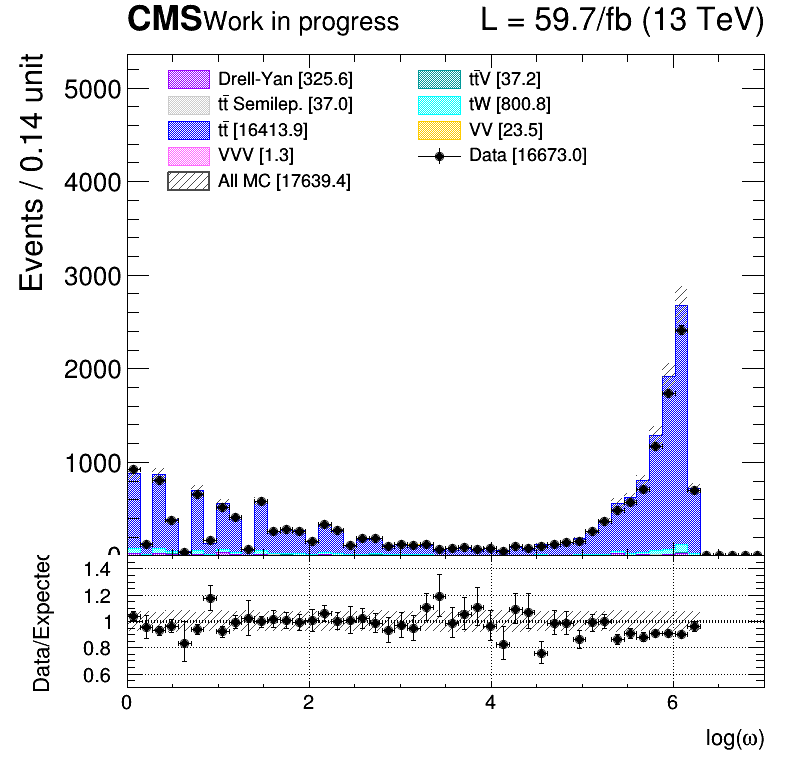 CMS Work in progress L = 59.7/fb (13 TeV)
Events / 0.14 unit
Drell-Yan [325.6]
tt̄ Semilep. [37.0]
tt̄ [16413.9]
VVV [1.3]
All MC [17639.4]
tt̄V [37.2]
tW [800.8]
VV [23.5]
Data [16673.0]
5000
4000
3000
2000
1000
0
Data/Expected
1.4
1.2
1
0.8
0.6
0 2 4 6
log(ω)